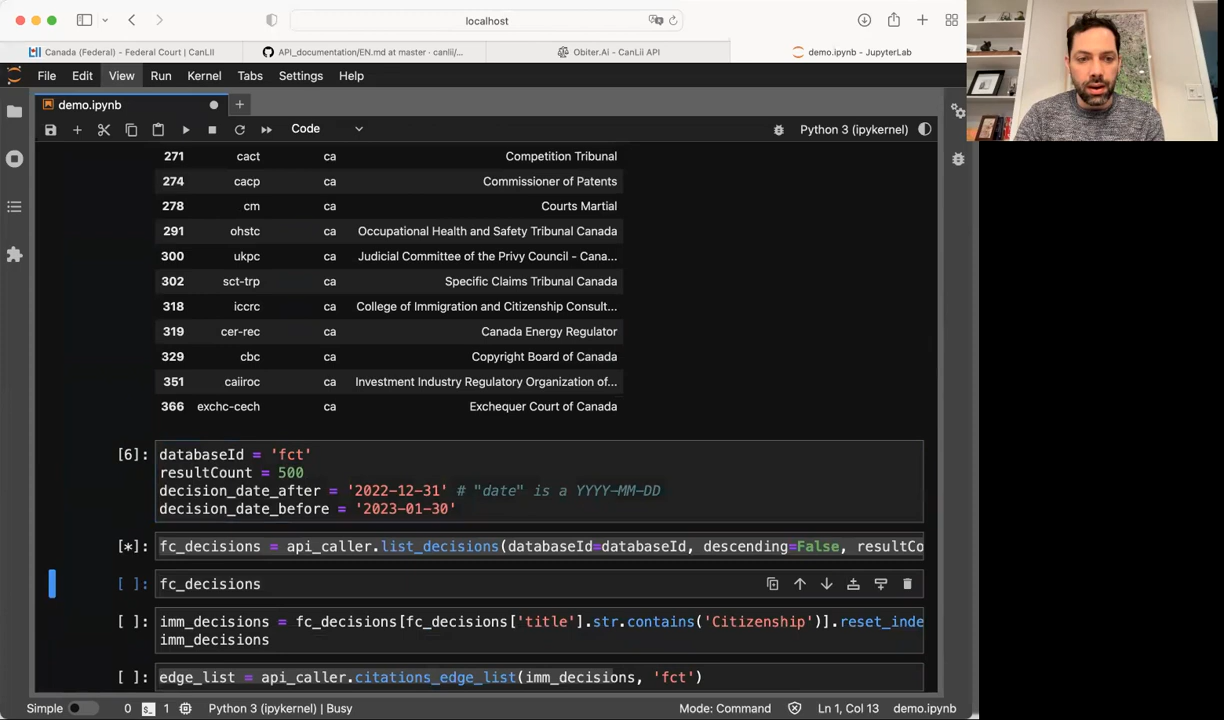 localhost
Canada (Federal) - Federal Court | CanLII
API_documentation/EN.md at master · canlii/...
Obiter.Ai - CanLii API
demo.ipynb - JupyterLab
File Edit View Run Kernel Tabs Settings Help
demo.ipynb
Code
Python 3 (ipykernel)
271 cact ca Competition Tribunal
274 cacp ca Commissioner of Patents
278 cm ca Courts Martial
291 ohstc ca Occupational Health and Safety Tribunal Canada
300 ukpc ca Judicial Committee of the Privy Council - Cana...
302 sct-trp ca Specific Claims Tribunal Canada
318 iccrc ca College of Immigration and Citizenship Consult...
319 cer-rec ca Canada Energy Regulator
329 cbc ca Copyright Board of Canada
351 caiiroc ca Investment Industry Regulatory Organization of...
366 exchc-cech ca Exchequer Court of Canada
[6]: databaseId = 'fct'
resultCount = 500
decision_date_after = '2022-12-31' # "date" is a YYYY-MM-DD
decision_date_before = '2023-01-30'
[*]: fc_decisions = api_caller.list_decisions(databaseId=databaseId, descending=False, resultCo
[ ]: fc_decisions
[ ]: imm_decisions = fc_decisions[fc_decisions['title'].str.contains('Citizenship')].reset_inde
imm_decisions
[ ]: edge_list = api_caller.citations_edge_list(imm_decisions, 'fct')
Simple 0 $_ 1 Python 3 (ipykernel) | Busy Mode: Command Ln 1, Col 13 demo.ipynb